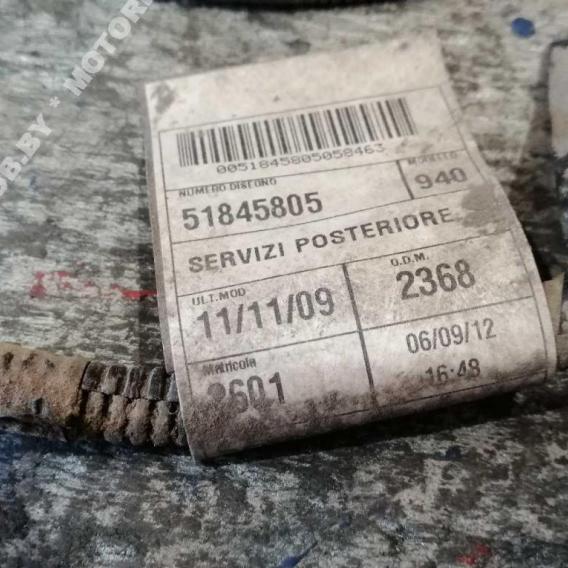 0051845805058463
NUMERO DISEGNO
MODELLO
51845805
940
SERVIZI POSTERIORE
ULT.MOD
O.D.M.
11/11/09
2368
Matricola
06/09/12
16:48